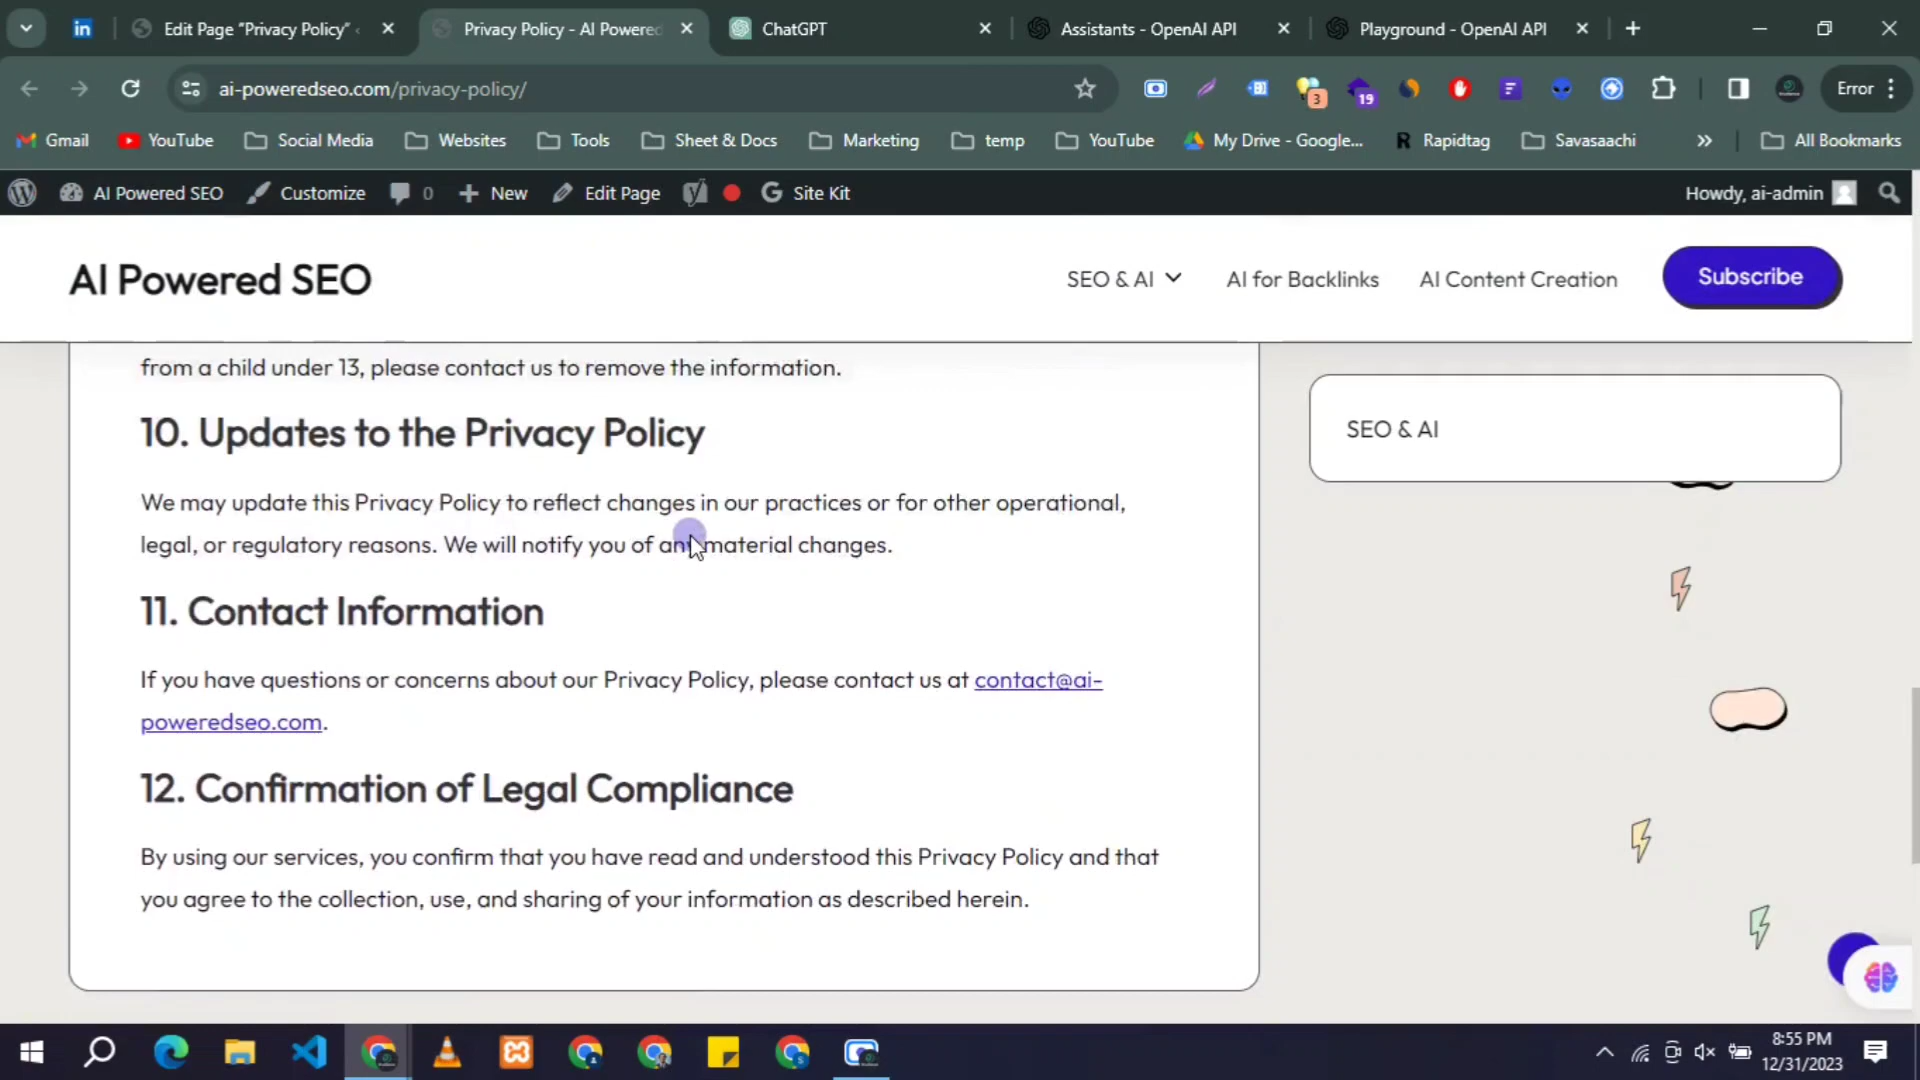 Edit Page "Privacy Policy"
Privacy Policy - AI Powered
ChatGPT
Assistants - OpenAI API
Playground - OpenAI API
ai-poweredseo.com/privacy-policy/
3
19
Error
Gmail
YouTube
Social Media
Websites
Tools
Sheet & Docs
Marketing
temp
YouTube
My Drive - Google...
Rapidtag
Savasaachi
All Bookmarks
AI Powered SEO
Customize
0
New
Edit Page
Site Kit
Howdy, ai-admin
AI Powered SEO
SEO & AI
AI for Backlinks
AI Content Creation
Subscribe
from a child under 13, please contact us to remove the information.
SEO & AI
10. Updates to the Privacy Policy
We may update this Privacy Policy to reflect changes in our practices or for other operational,
legal, or regulatory reasons. We will notify you of any material changes.
11. Contact Information
If you have questions or concerns about our Privacy Policy, please contact us at contact@ai-
poweredseo.com.
12. Confirmation of Legal Compliance
By using our services, you confirm that you have read and understood this Privacy Policy and that
you agree to the collection, use, and sharing of your information as described herein.
8:55 PM
12/31/2023